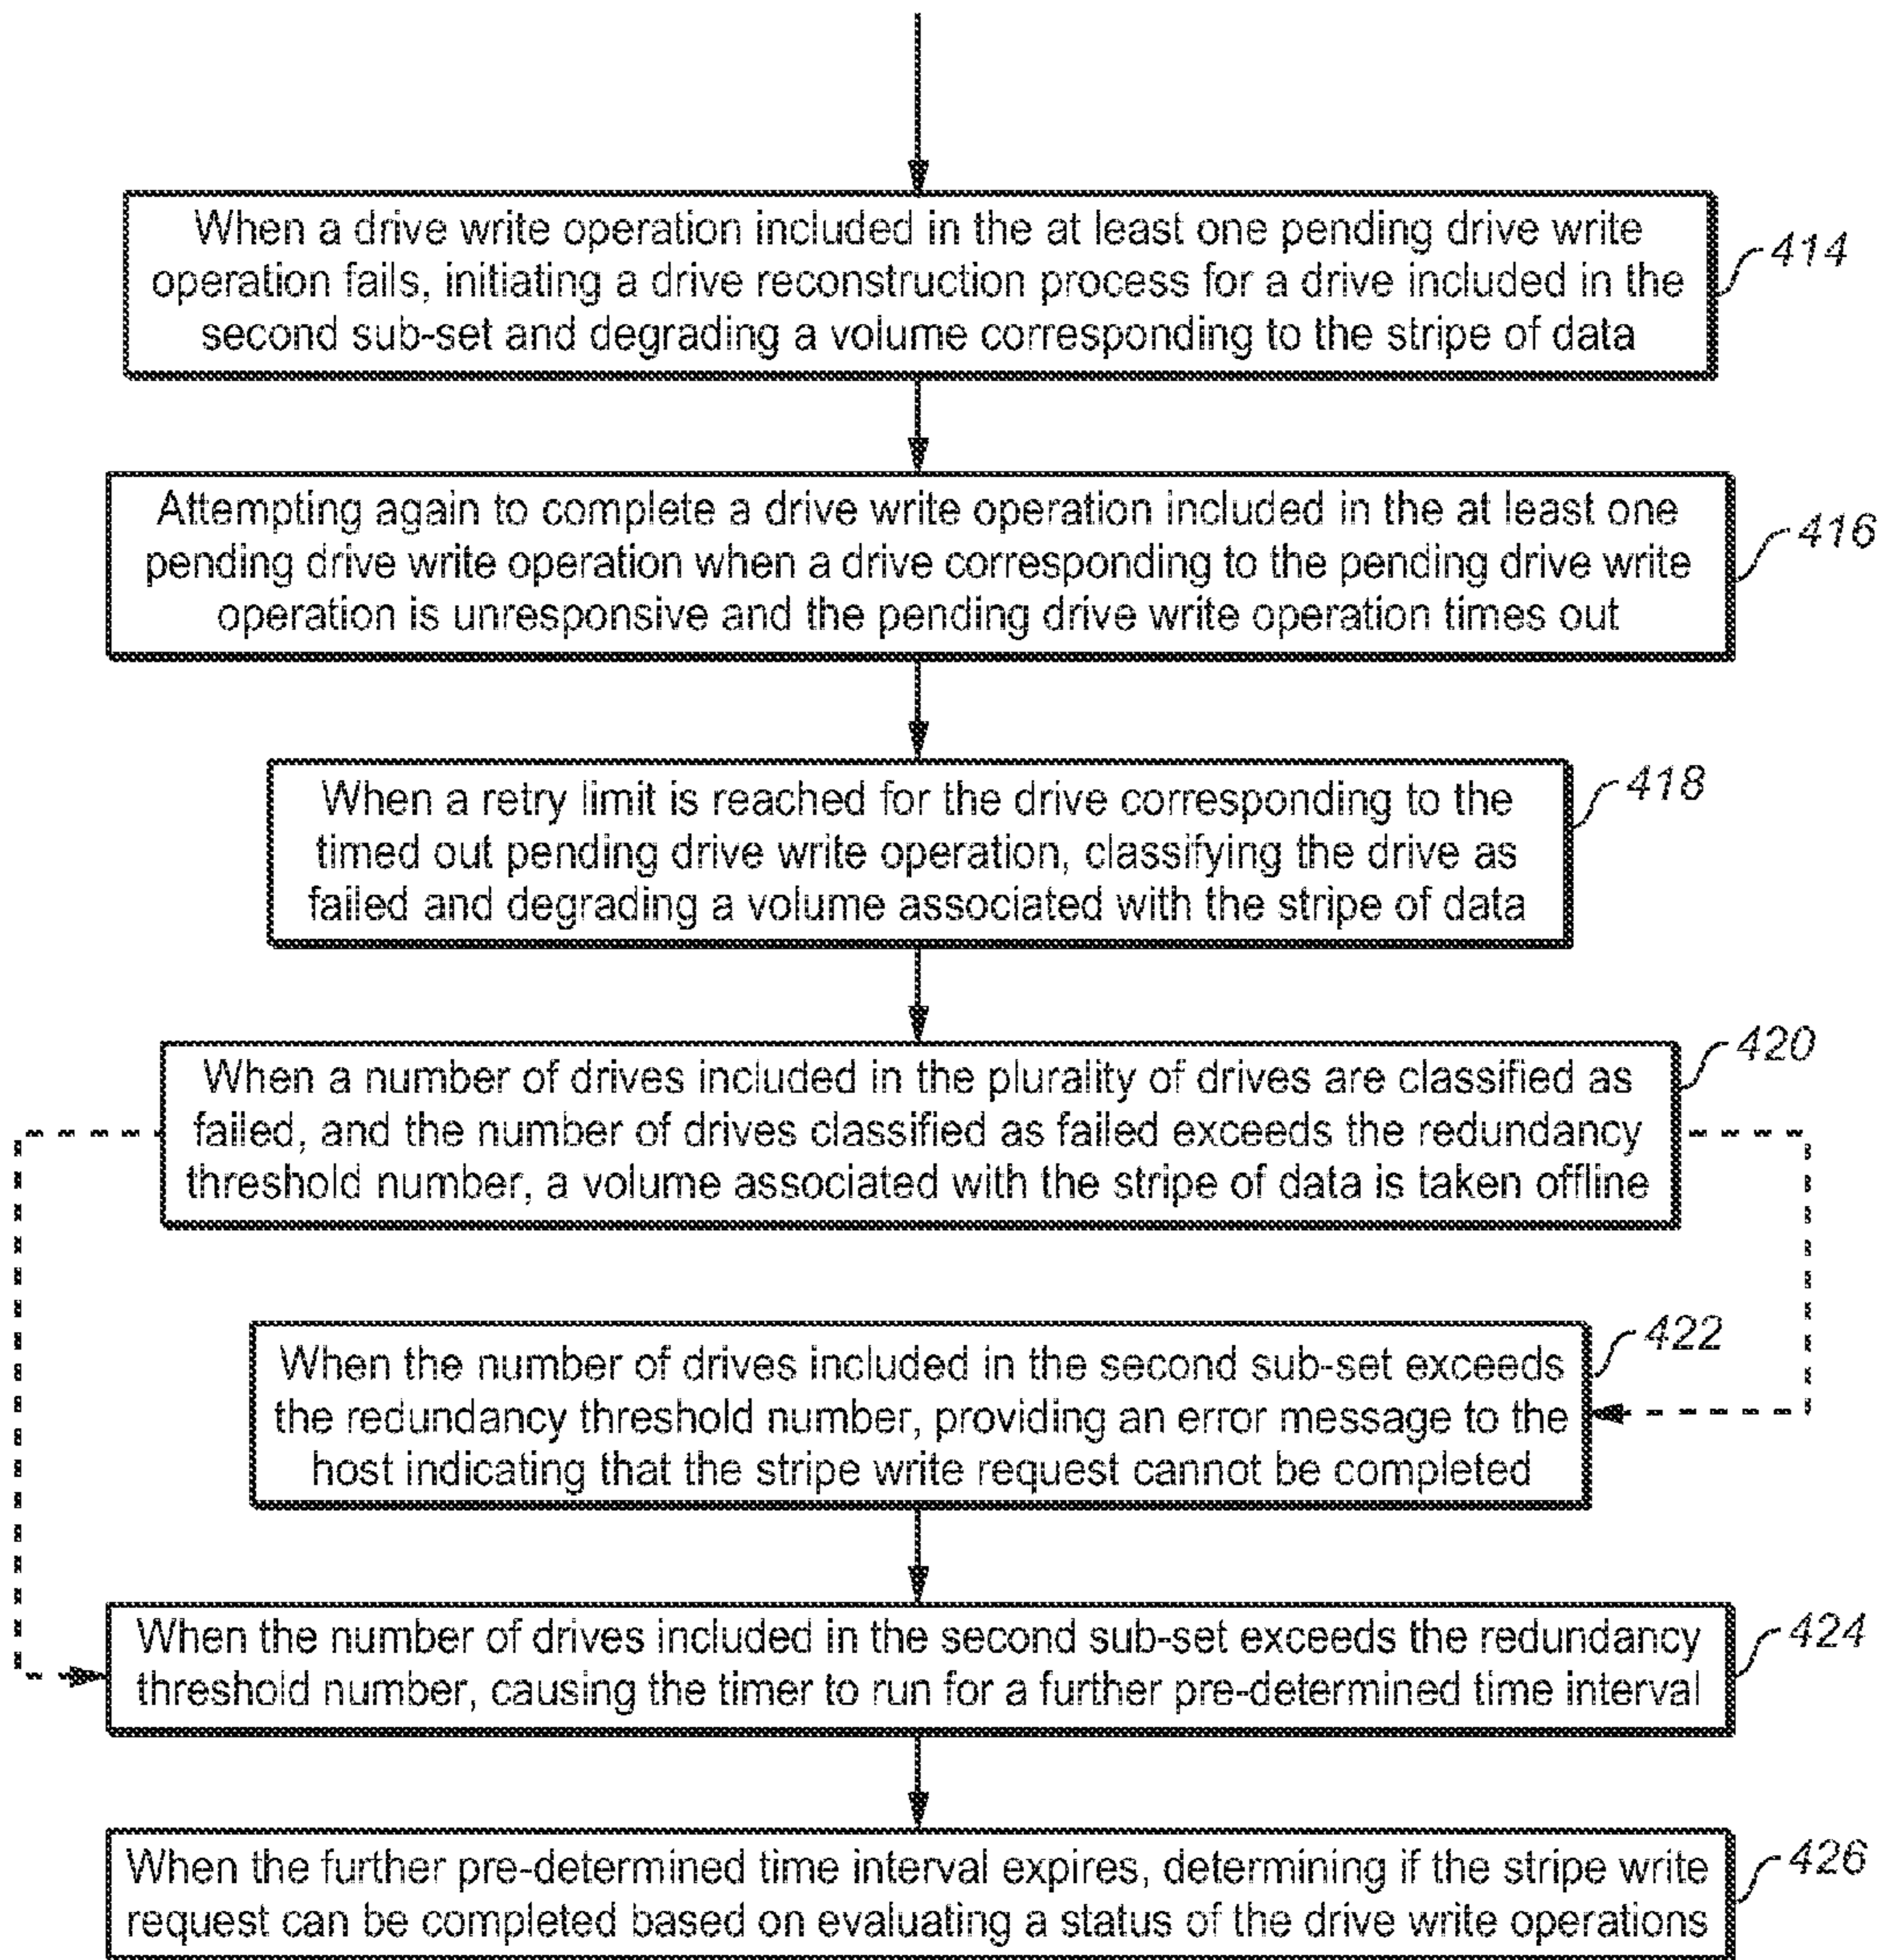 When a drive write operation included in the at least one pending drive write
operation fails, initiating a drive reconstruction process for a drive included in the
second sub-set and degrading a volume corresponding to the stripe of data
414
Attempting again to complete a drive write operation included in the at least one
pending drive write operation when a drive corresponding to the pending drive write
operation is unresponsive and the pending drive write operation times out
416
When a retry limit is reached for the drive corresponding to the
timed out pending drive write operation, classifying the drive as
failed and degrading a volume associated with the stripe of data
418
When a number of drives included in the plurality of drives are classified as
failed, and the number of drives classified as failed exceeds the redundancy
threshold number, a volume associated with the stripe of data is taken offline
420
When the number of drives included in the second sub-set exceeds
the redundancy threshold number, providing an error message to the
host indicating that the stripe write request cannot be completed
422
When the number of drives included in the second sub-set exceeds the redundancy
threshold number, causing the timer to run for a further pre-determined time interval
424
When the further pre-determined time interval expires, determining if the stripe write
request can be completed based on evaluating a status of the drive write operations
426